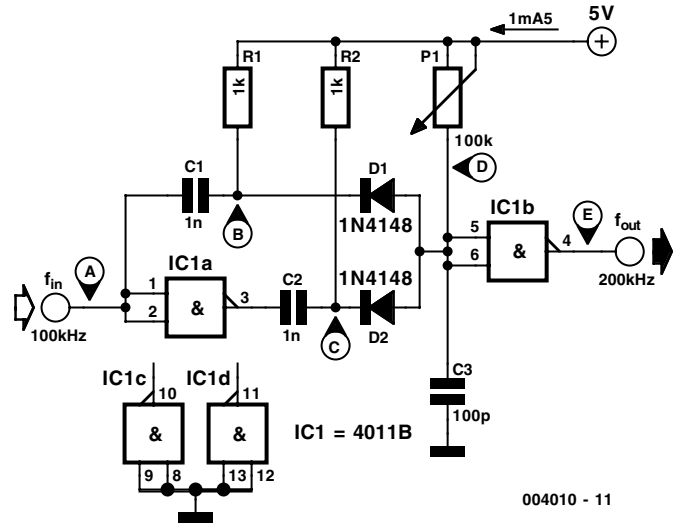 1mA5
5V
R1
R2
P1
1k
1k
100k
C1
D1
D
1n
B
1N4148
IC1b
E
fout
A
IC1a
fin
1
2
&
3
C2
1N4148
5
6
&
4
200kHz
100kHz
1n
C
D2
C3
100p
IC1c
10
IC1d
11
&
&
IC1 = 4011B
9
8
13
12
004010 - 11